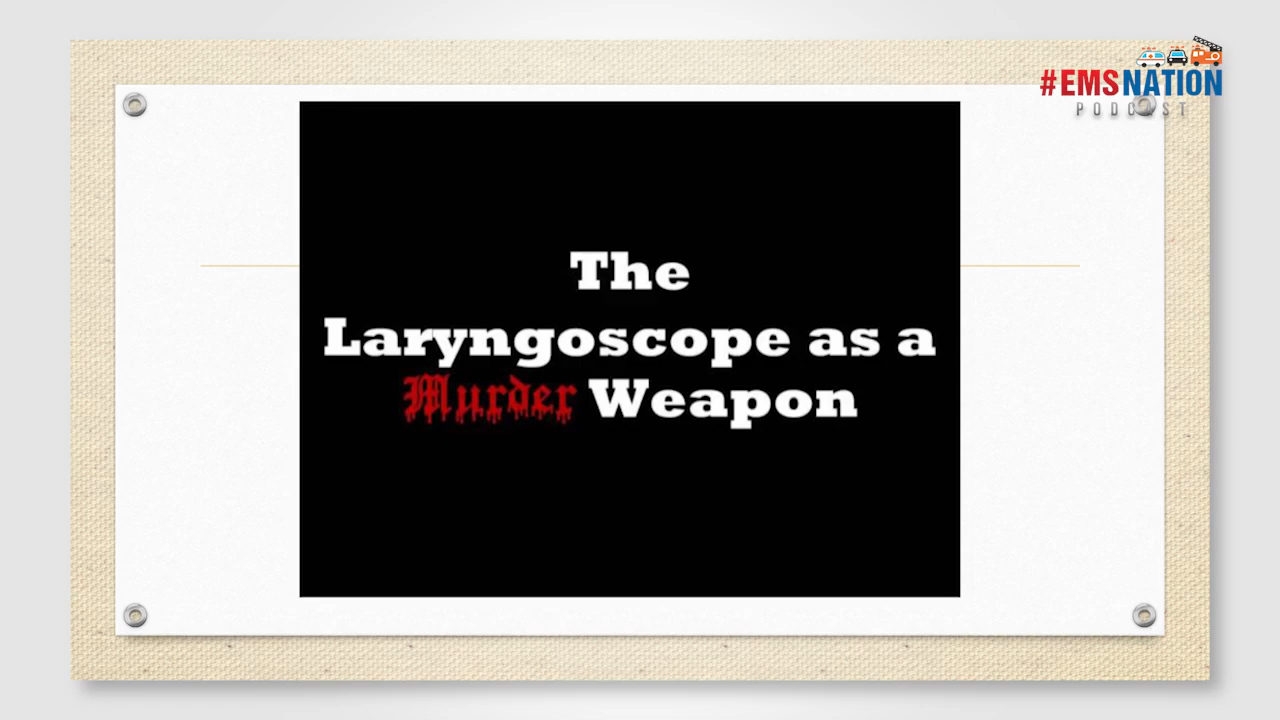 #EMSNATION
PODCAST
The
Laryngoscope as a
Murder Weapon